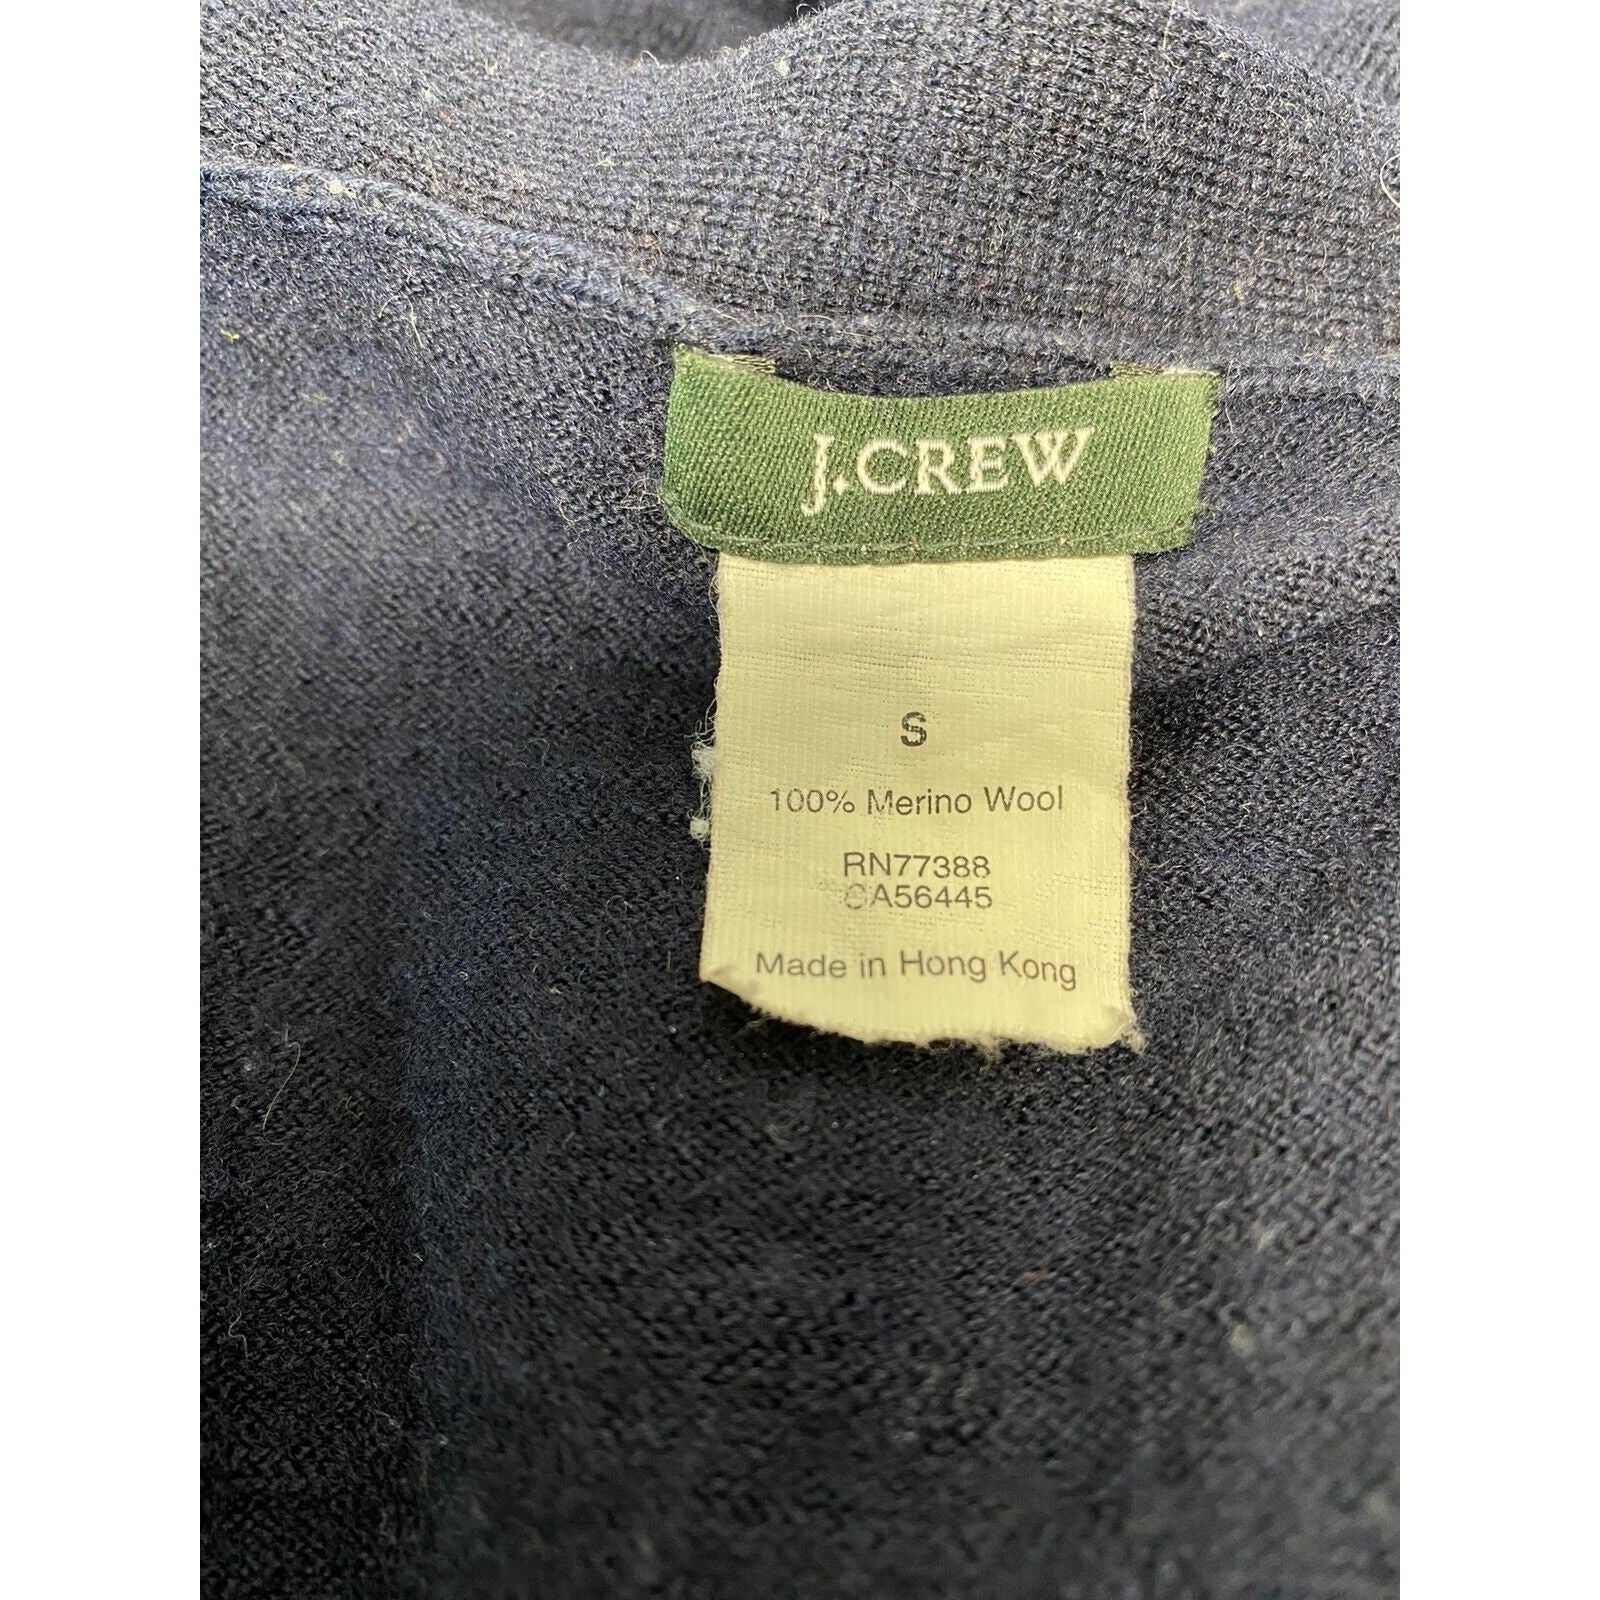 J.CREW
S
100% Merino Wool
RN77388
CA56445
Made in Hong Kong